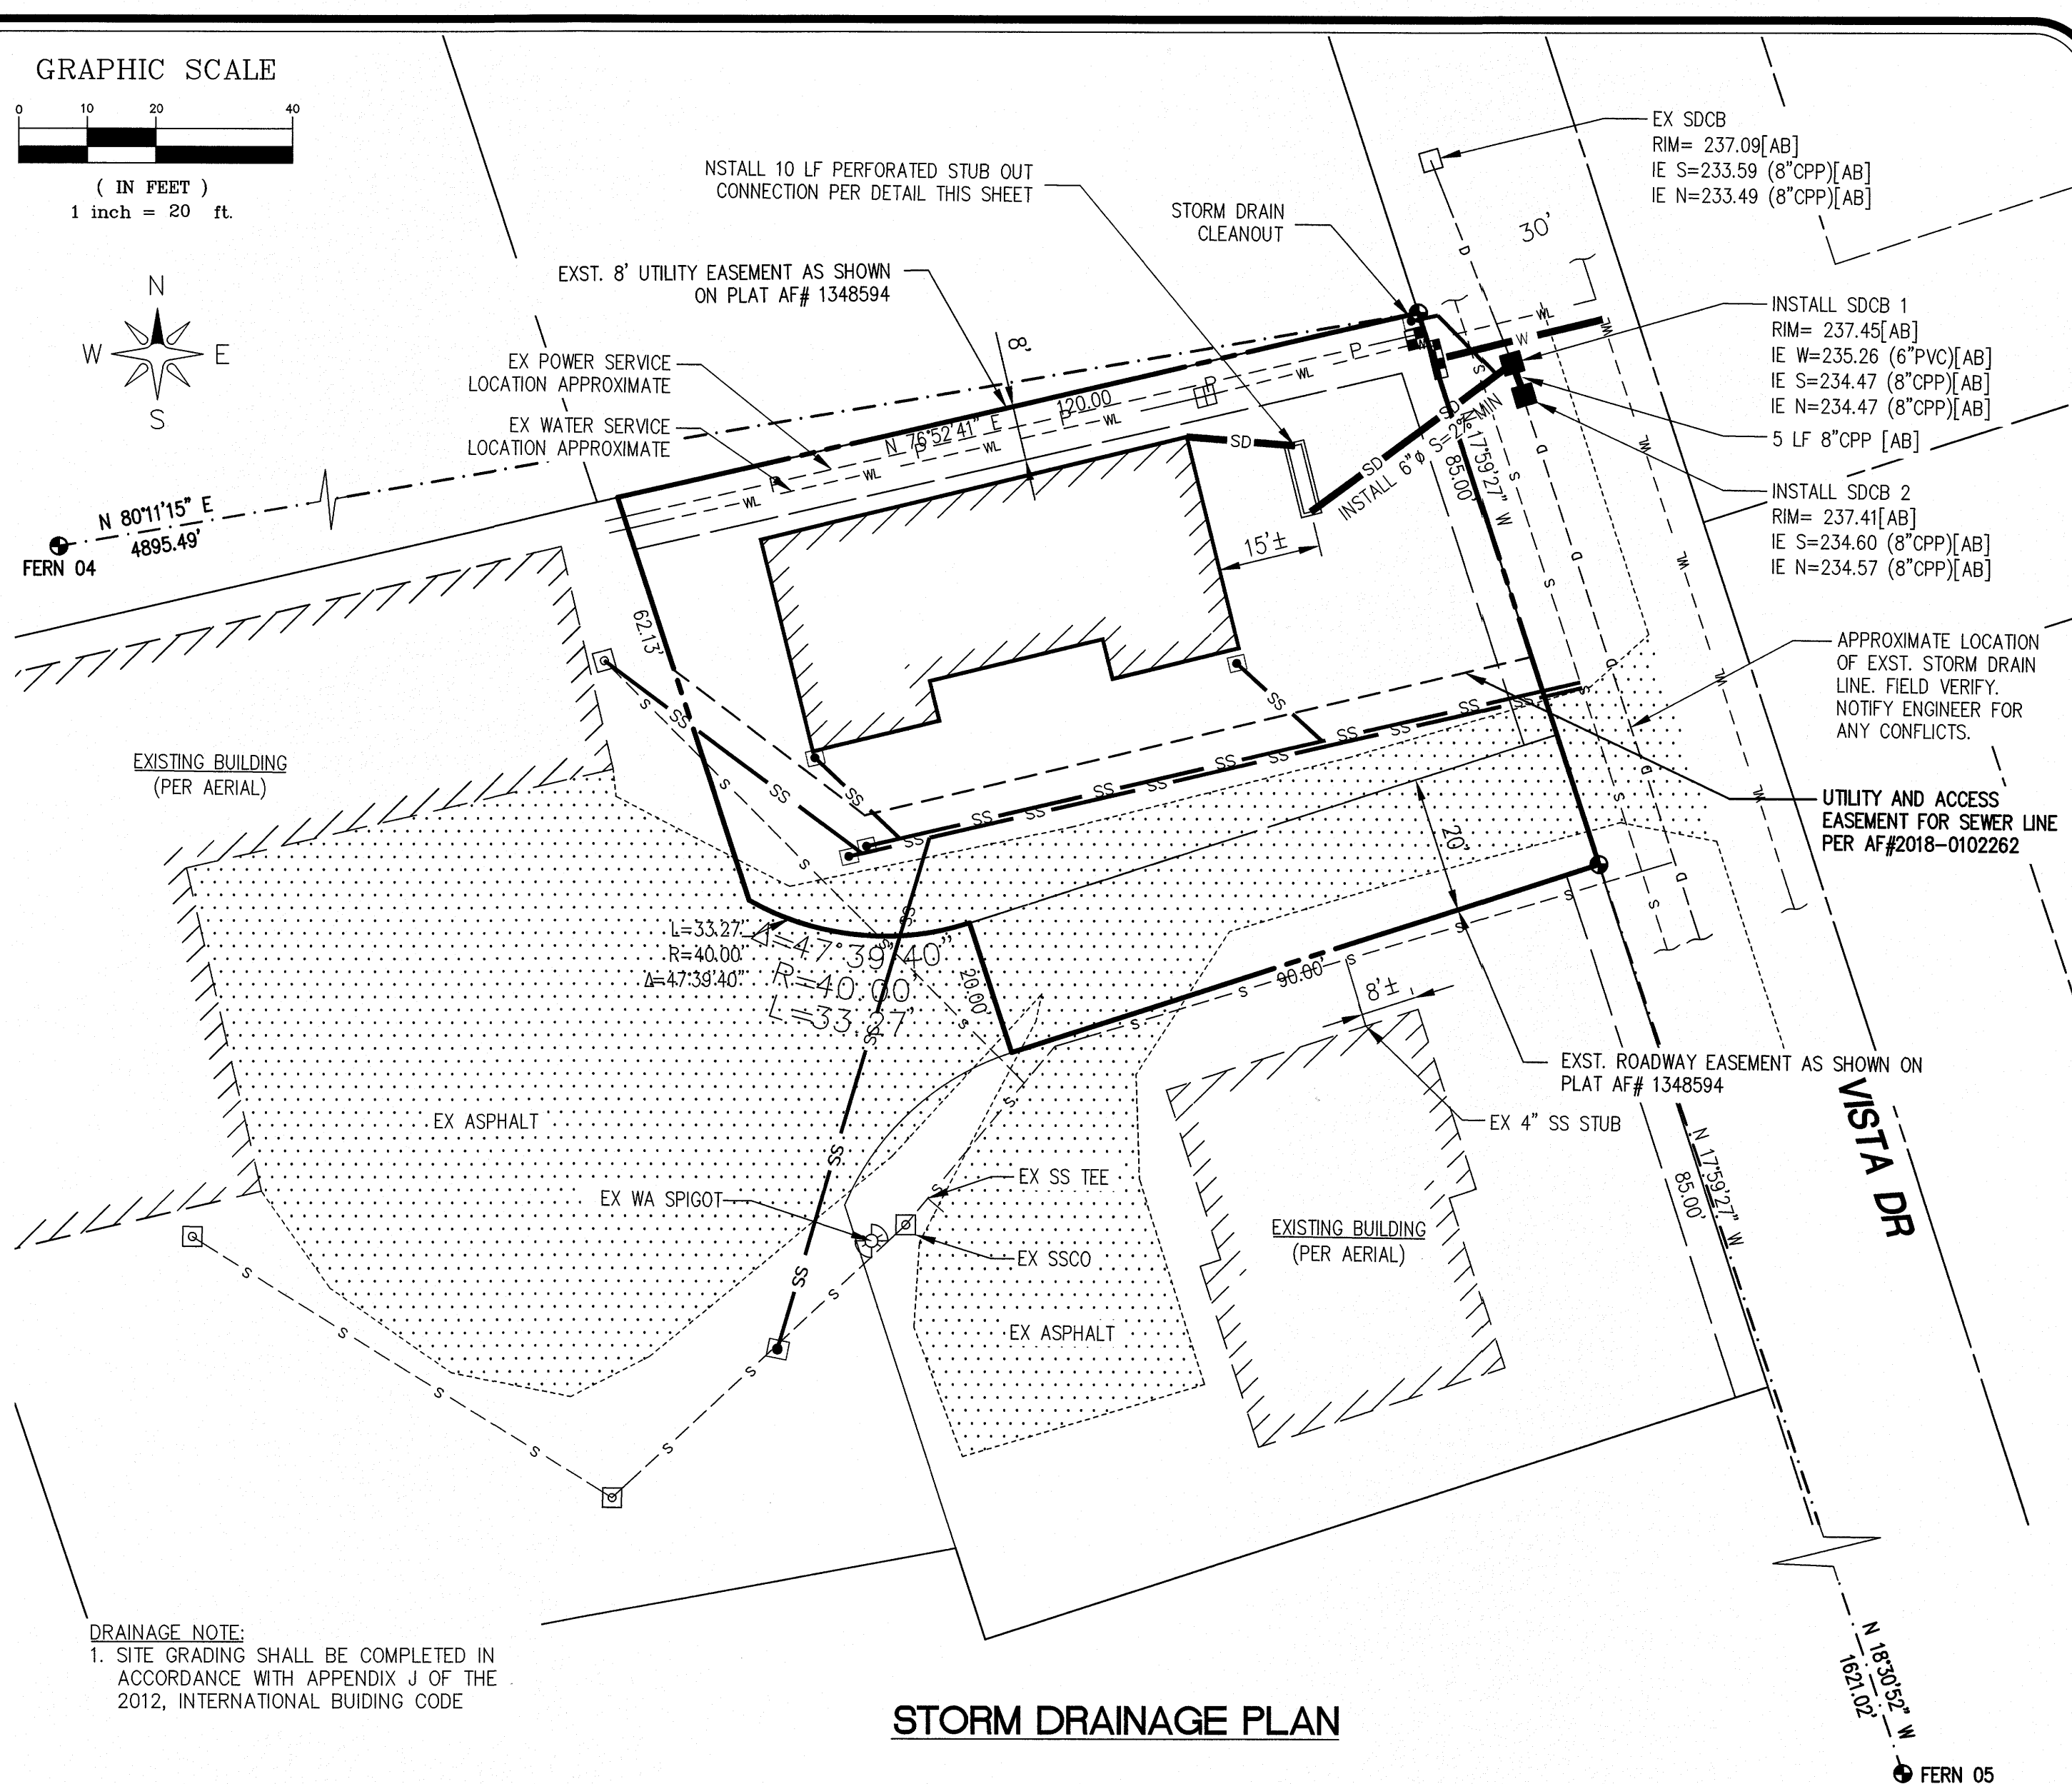 GRAPHIC SCALE
0 10 20 40
( IN FEET )
1 inch = 20 ft.
N
W E
S
NSTALL 10 LF PERFORATED STUB OUT
CONNECTION PER DETAIL THIS SHEET
STORM DRAIN
CLEANOUT
EX SDCB
RIM= 237.09[AB]
IE S=233.59 (8"CPP)[AB]
IE N=233.49 (8"CPP)[AB]
30'
EXST. 8' UTILITY EASEMENT AS SHOWN
ON PLAT AF# 1348594
8'
EX POWER SERVICE
LOCATION APPROXIMATE
EX WATER SERVICE
LOCATION APPROXIMATE
120.00
N 76°52'41" E
INSTALL SDCB 1
RIM= 237.45[AB]
IE W=235.26 (6"PVC)[AB]
IE S=234.47 (8"CPP)[AB]
IE N=234.47 (8"CPP)[AB]
5 LF 8"CPP [AB]
INSTALL SDCB 2
RIM= 237.41[AB]
IE S=234.60 (8"CPP)[AB]
IE N=234.57 (8"CPP)[AB]
INSTALL 6"ø S=2% MIN
N 17°59'27" W
85.00'
15'±
N 80°11'15" E
4895.49'
FERN 04
62.13'
APPROXIMATE LOCATION
OF EXST. STORM DRAIN
LINE. FIELD VERIFY.
NOTIFY ENGINEER FOR
ANY CONFLICTS.
EXISTING BUILDING
(PER AERIAL)
UTILITY AND ACCESS
EASEMENT FOR SEWER LINE
PER AF#2018-0102262
20'
L=33.27'
R=40.00'
Δ=47°39'40"
Δ=47°39'40"
R=40.00'
L=33.27'
20.00'
90.00'
8'±
EXST. ROADWAY EASEMENT AS SHOWN ON
PLAT AF# 1348594
EX 4" SS STUB
EX ASPHALT
VISTA DR
N 17°59'27" W
85.00'
EX SS TEE
EX WA SPIGOT
EX SSCO
EXISTING BUILDING
(PER AERIAL)
EX ASPHALT
DRAINAGE NOTE:
1. SITE GRADING SHALL BE COMPLETED IN
ACCORDANCE WITH APPENDIX J OF THE
2012, INTERNATIONAL BUIDING CODE
STORM DRAINAGE PLAN
N 18°30'52" W
1621.02'
FERN 05